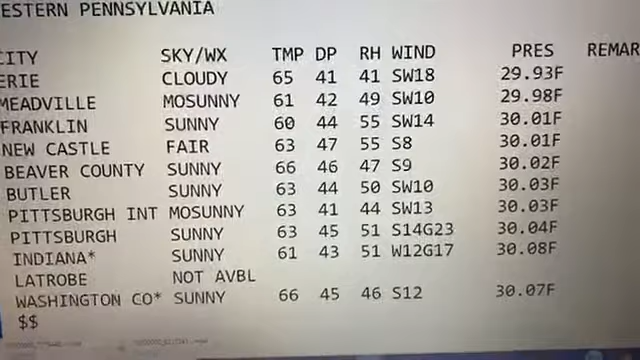 ESTERN PENNSYLVANIA
CITY SKY/WX TMP DP RH WIND PRES REMAR
ERIE CLOUDY 65 41 41 SW18 29.93F
MEADVILLE MOSUNNY 61 42 49 SW10 29.98F
FRANKLIN SUNNY 60 44 55 SW14 30.01F
NEW CASTLE FAIR 63 47 55 S8 30.01F
BEAVER COUNTY SUNNY 66 46 47 S9 30.02F
BUTLER SUNNY 63 44 50 SW10 30.03F
PITTSBURGH INT MOSUNNY 63 41 44 SW13 30.03F
PITTSBURGH SUNNY 63 45 51 S14G23 30.04F
INDIANA* SUNNY 61 43 51 W12G17 30.08F
LATROBE NOT AVBL
WASHINGTON CO* SUNNY 66 45 46 S12 30.07F
$$